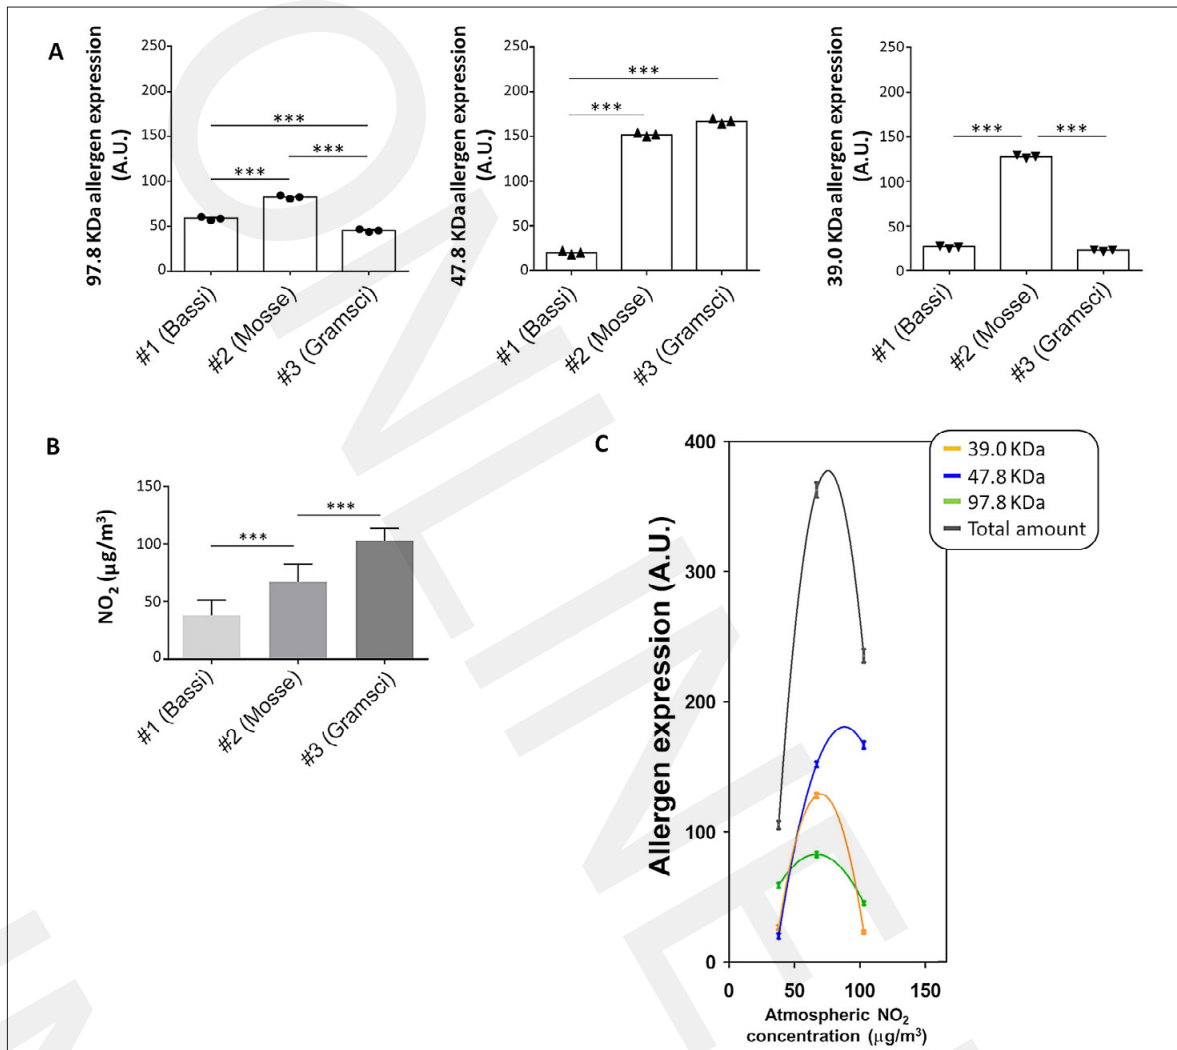 A
97.8 KDa allergen expression
(A.U.)
250
200
150
100
50
0
***
***
***
#1 (Bassi)
#2 (Mosse)
#3 (Gramsci)
47.8 KDa allergen expression
(A.U.)
250
200
150
100
50
0
***
***
#1 (Bassi)
#2 (Mosse)
#3 (Gramsci)
39.0 KDa allergen expression
(A.U.)
250
200
150
100
50
0
***
***
#1 (Bassi)
#2 (Mosse)
#3 (Gramsci)
B
NO₂ (µg/m³)
150
100
50
0
***
***
#1 (Bassi)
#2 (Mosse)
#3 (Gramsci)
C
Allergen expression (A.U.)
400
300
200
100
0
0 50 100 150
Atmospheric NO₂
concentration (µg/m³)
39.0 KDa
47.8 KDa
97.8 KDa
Total amount
ONLINE